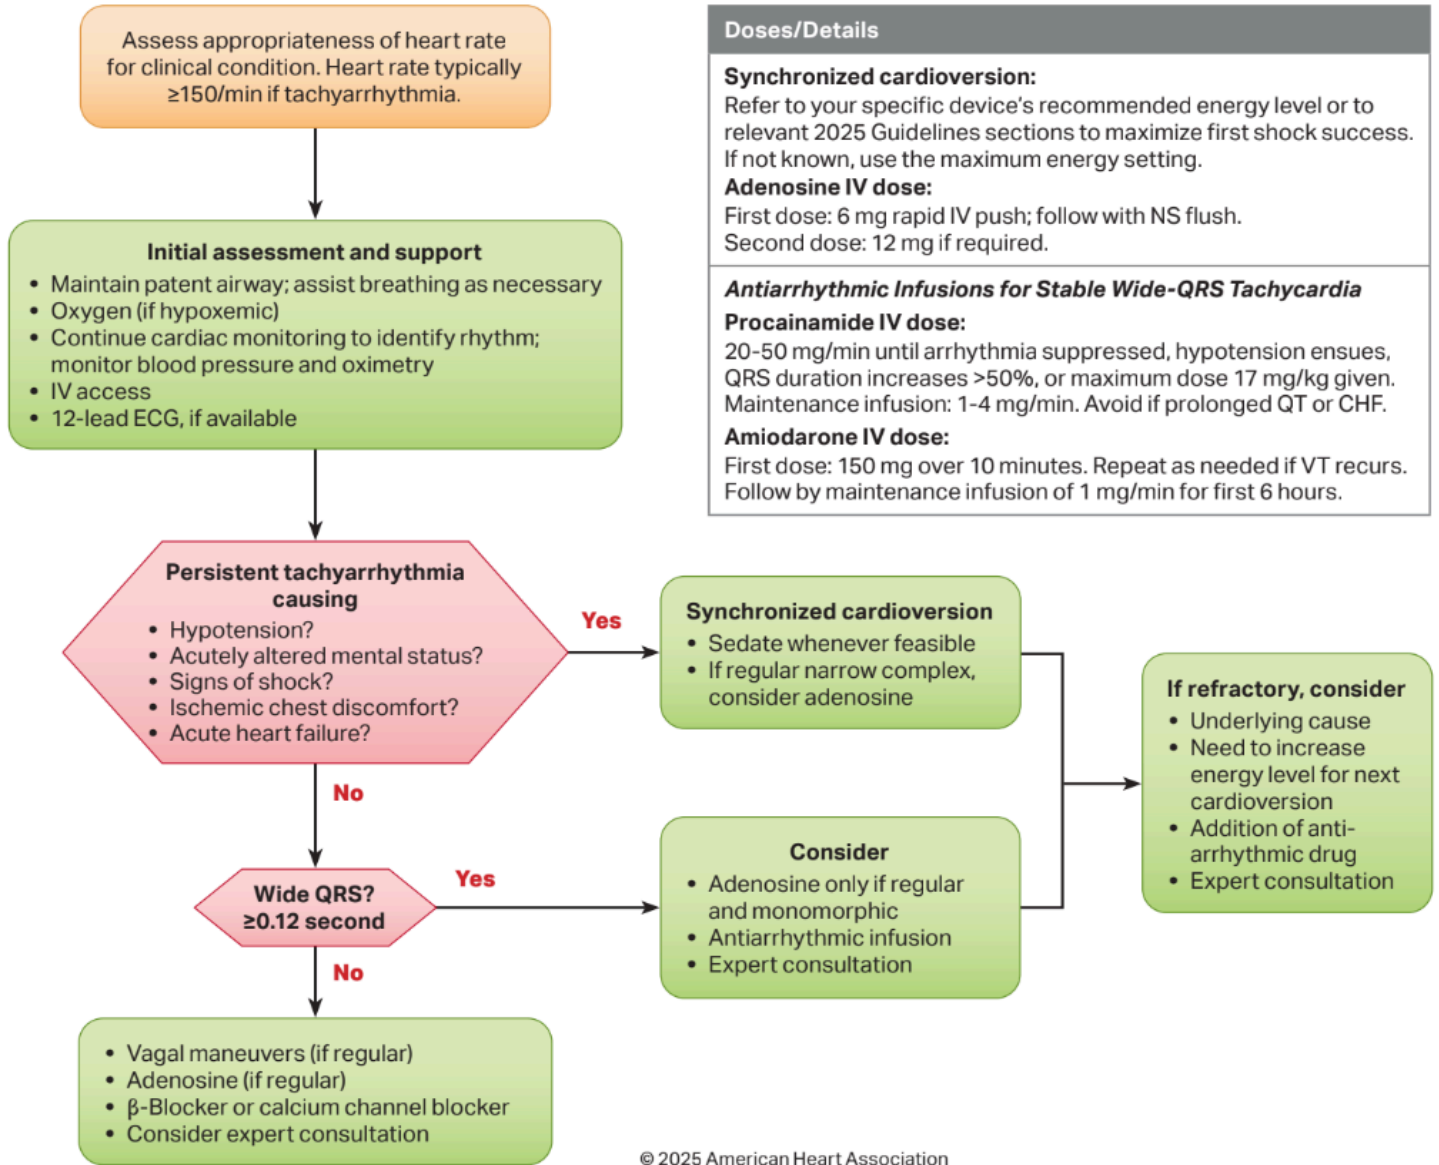 Assess appropriateness of heart rate
for clinical condition. Heart rate typically
≥150/min if tachyarrhythmia.
Initial assessment and support
• Maintain patent airway; assist breathing as necessary
• Oxygen (if hypoxemic)
• Continue cardiac monitoring to identify rhythm;
monitor blood pressure and oximetry
• IV access
• 12-lead ECG, if available
Persistent tachyarrhythmia
causing
• Hypotension?
• Acutely altered mental status?
• Signs of shock?
• Ischemic chest discomfort?
• Acute heart failure?
Yes
Synchronized cardioversion
• Sedate whenever feasible
• If regular narrow complex,
consider adenosine
No
Wide QRS?
≥0.12 second
Yes
Consider
• Adenosine only if regular
and monomorphic
• Antiarrhythmic infusion
• Expert consultation
If refractory, consider
• Underlying cause
• Need to increase
energy level for next
cardioversion
• Addition of anti-
arrhythmic drug
• Expert consultation
No
• Vagal maneuvers (if regular)
• Adenosine (if regular)
• β-Blocker or calcium channel blocker
• Consider expert consultation
Doses/Details
Synchronized cardioversion:
Refer to your specific device's recommended energy level or to
relevant 2025 Guidelines sections to maximize first shock success.
If not known, use the maximum energy setting.
Adenosine IV dose:
First dose: 6 mg rapid IV push; follow with NS flush.
Second dose: 12 mg if required.
Antiarrhythmic Infusions for Stable Wide-QRS Tachycardia
Procainamide IV dose:
20-50 mg/min until arrhythmia suppressed, hypotension ensues,
QRS duration increases >50%, or maximum dose 17 mg/kg given.
Maintenance infusion: 1-4 mg/min. Avoid if prolonged QT or CHF.
Amiodarone IV dose:
First dose: 150 mg over 10 minutes. Repeat as needed if VT recurs.
Follow by maintenance infusion of 1 mg/min for first 6 hours.
© 2025 American Heart Association